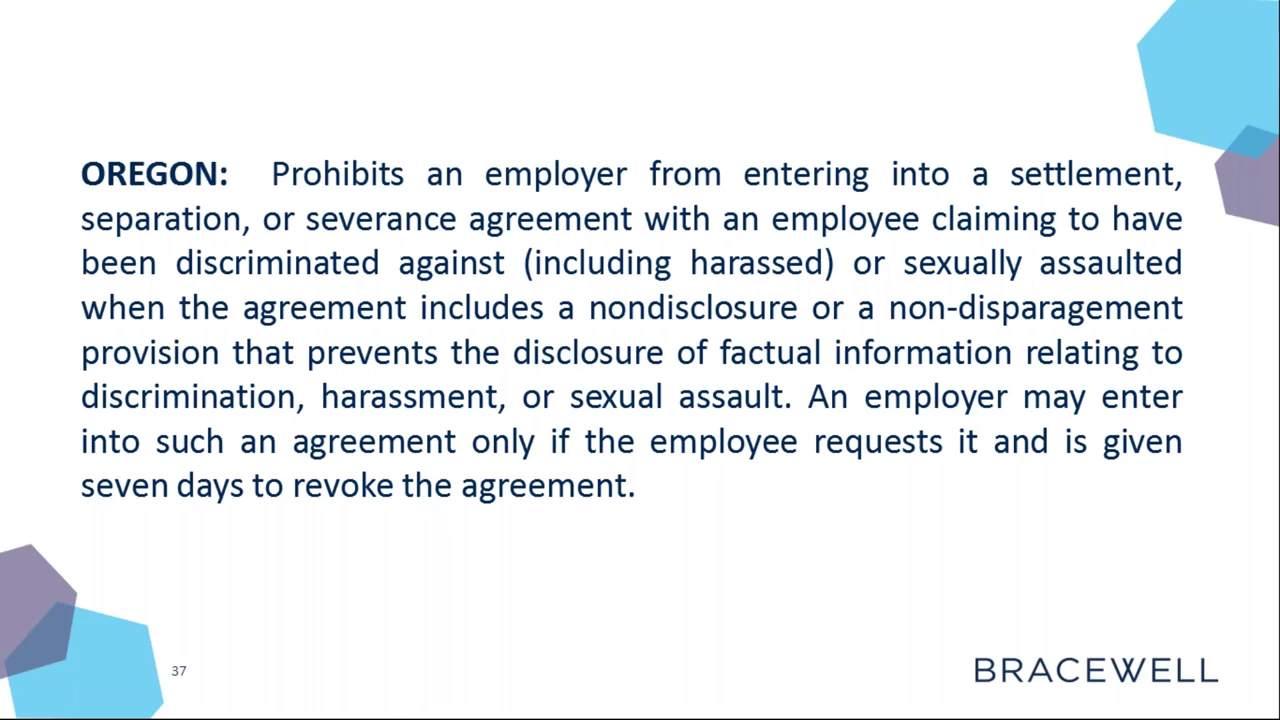 OREGON: Prohibits an employer from entering into a settlement,
separation, or severance agreement with an employee claiming to have
been discriminated against (including harassed) or sexually assaulted
when the agreement includes a nondisclosure or a non-disparagement
provision that prevents the disclosure of factual information relating to
discrimination, harassment, or sexual assault. An employer may enter
into such an agreement only if the employee requests it and is given
seven days to revoke the agreement.
37
BRACEWELL